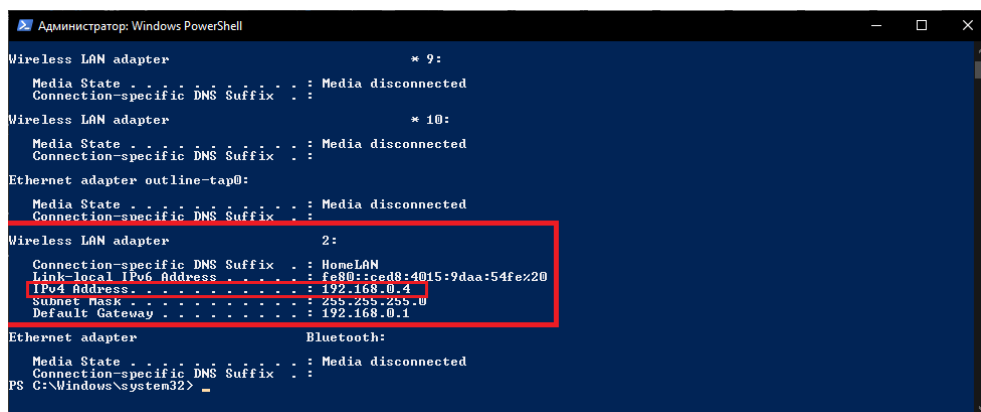 Администратор: Windows PowerShell
Wireless LAN adapter * 9:
Media State . . . . . . . . . . . : Media disconnected
Connection-specific DNS Suffix . :
Wireless LAN adapter * 10:
Media State . . . . . . . . . . . : Media disconnected
Connection-specific DNS Suffix . :
Ethernet adapter outline-tap0:
Media State . . . . . . . . . . . : Media disconnected
Connection-specific DNS Suffix . :
Wireless LAN adapter 2:
Connection-specific DNS Suffix . : HomeLAN
Link-local IPv6 Address . . . . . : fe80::ced8:4015:9daa:54fe%20
IPv4 Address. . . . . . . . . . . : 192.168.0.4
Subnet Mask . . . . . . . . . . . : 255.255.255.0
Default Gateway . . . . . . . . . : 192.168.0.1
Ethernet adapter Bluetooth:
Media State . . . . . . . . . . . : Media disconnected
Connection-specific DNS Suffix . :
PS C:\Windows\system32> _